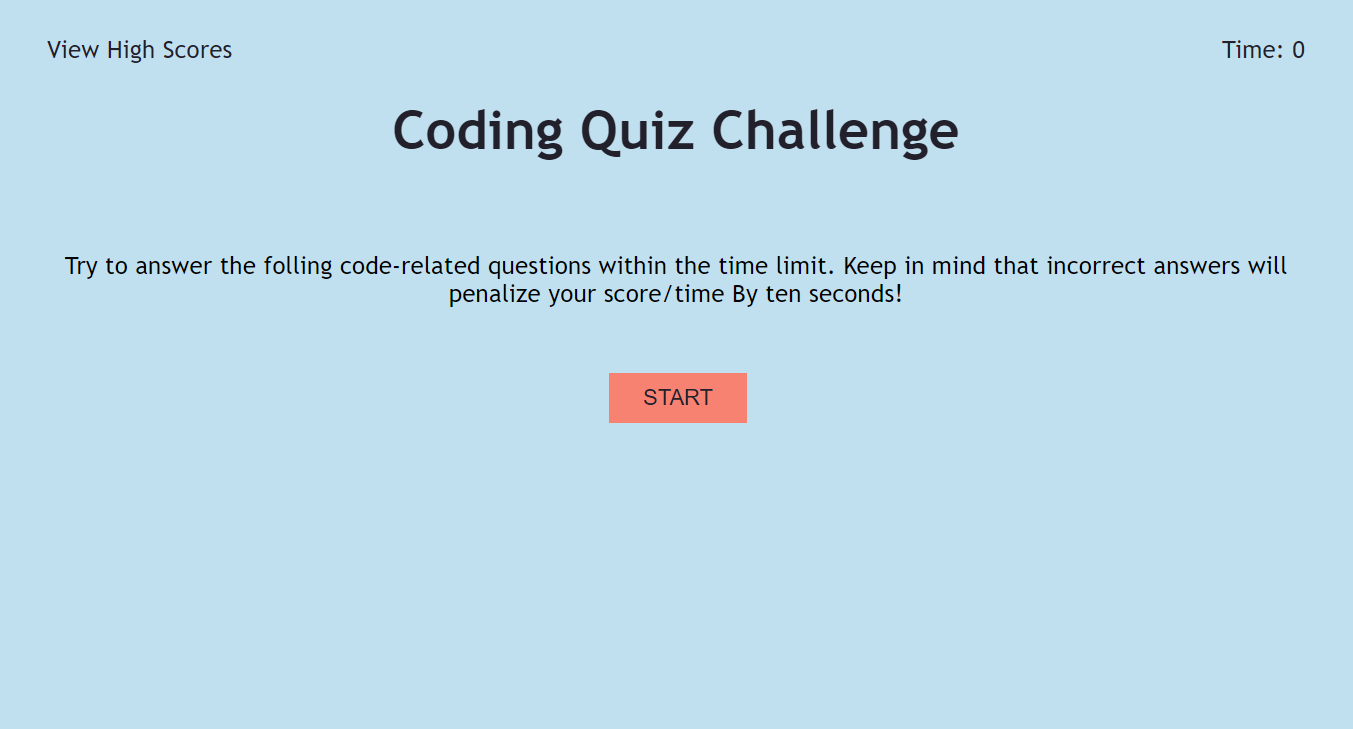 View High Scores
Time: 0
Coding Quiz Challenge
Try to answer the folling code-related questions within the time limit. Keep in mind that incorrect answers will
penalize your score/time By ten seconds!
START